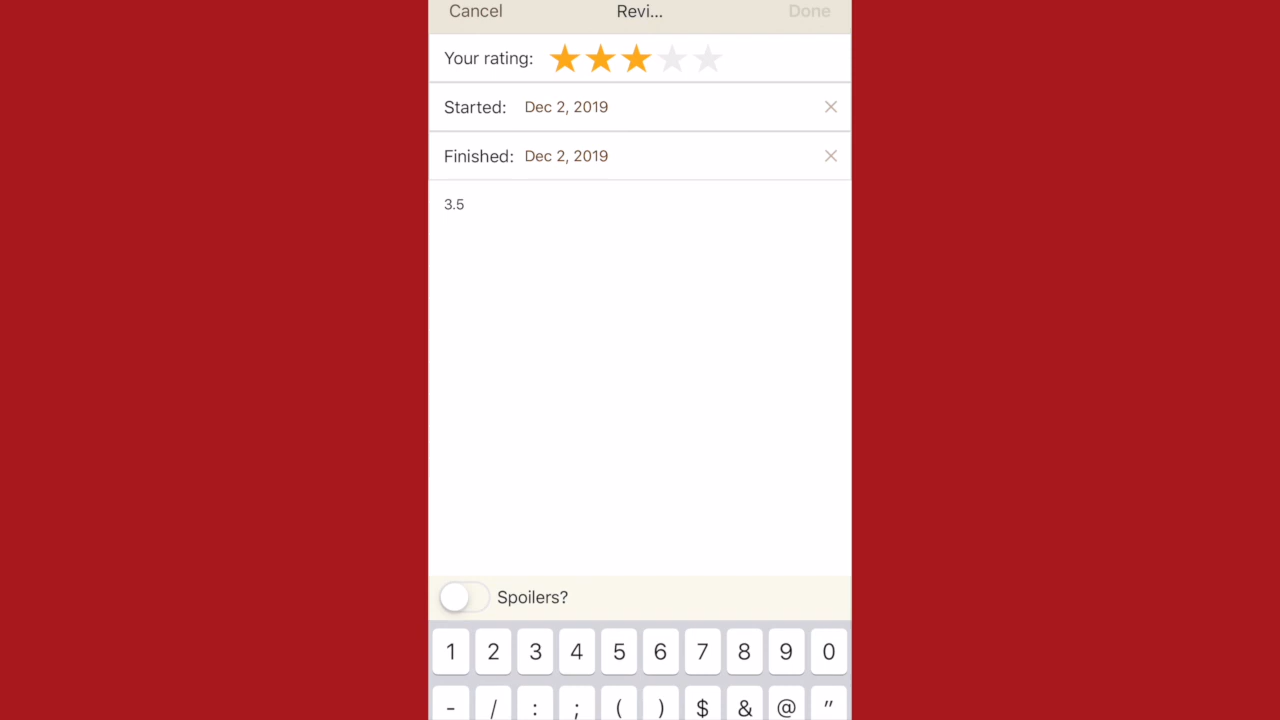 Cancel Revi... Done
Your rating:
Started: Dec 2, 2019
Finished: Dec 2, 2019
3.5
Spoilers?
1 2 3 4 5 6 7 8 9 0
- / : ; ( ) $ & @ "